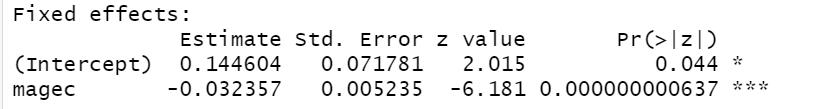 Fixed effects:
Estimate Std. Error z value Pr(>|z|)
(Intercept) 0.144604 0.071781 2.015 0.044 *
magec -0.032357 0.005235 -6.181 0.000000000637 ***